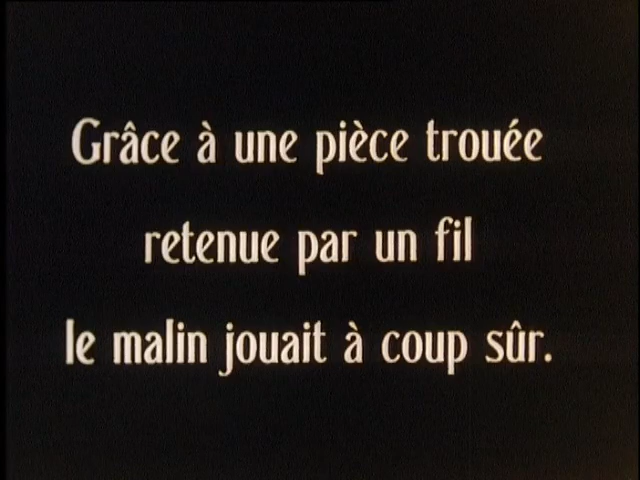 Grâce à une pièce trouée
retenue par un fil
le malin jouait à coup sûr.